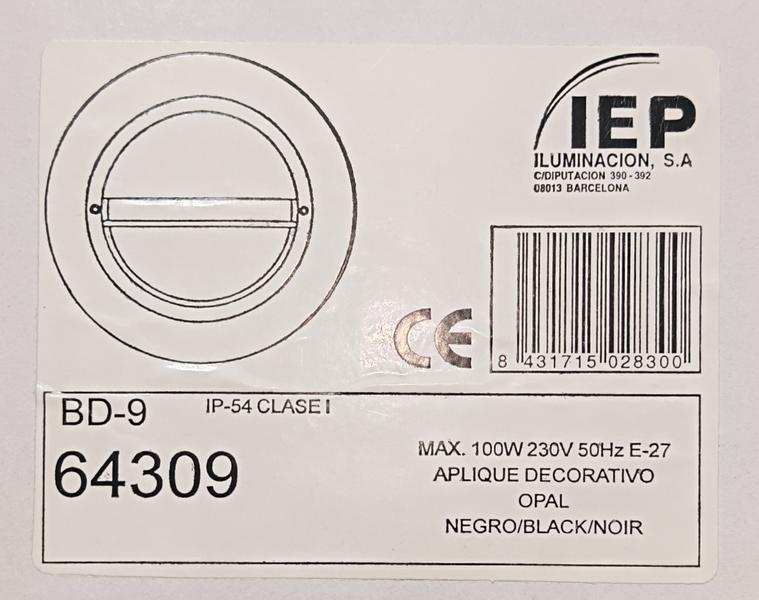 IEP
ILUMINACION, S.A
C/DIPUTACION 390 - 392
08013 BARCELONA
CE
8 431715 028300
BD-9 IP-54 CLASE I
64309
MAX. 100W 230V 50Hz E-27
APLIQUE DECORATIVO
OPAL
NEGRO/BLACK/NOIR